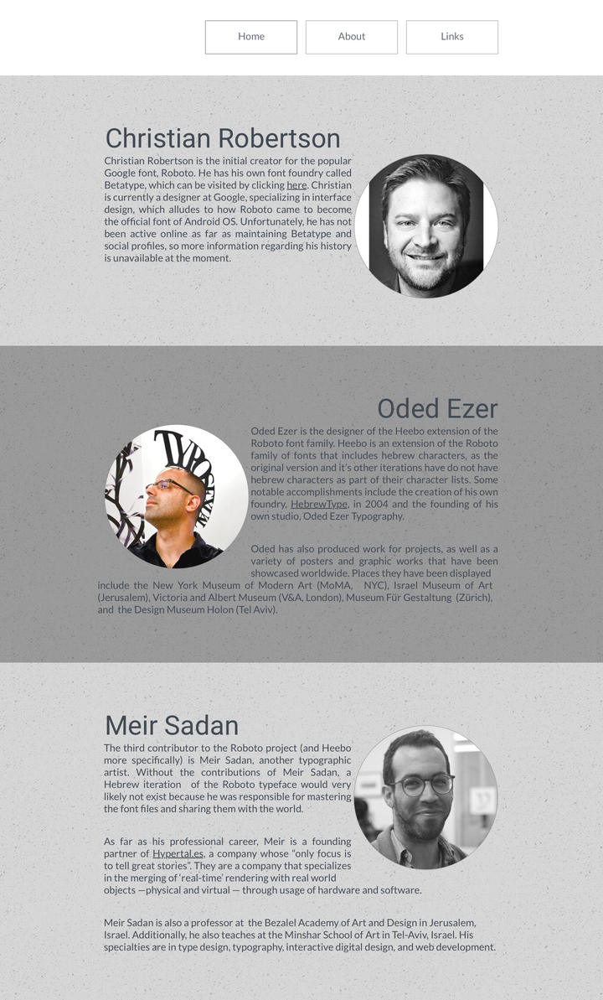 Home
About
Links
Christian Robertson
Christian Robertson is the initial creator for the popular
Google font, Roboto. He has his own font foundry called
Betatype, which can be visited by clicking here. Christian
is currently a designer at Google, specializing in interface
design, which alludes to how Roboto came to become
the official font of Android OS. Unfortunately, he has not
been active online as far as maintaining Betatype and
social profiles, so more information regarding his history
is unavailable at the moment.
Oded Ezer
TYPOSEXUAL
Oded Ezer is the designer of the Heebo extension of the
Roboto font family. Heebo is an extension of the Roboto
family of fonts that includes hebrew characters, as the
original version and it's other iterations have do not have
hebrew characters as part of their character lists. Some
notable accomplishments include the creation of his own
foundry, HebrewType, in 2004 and the founding of his
own studio, Oded Ezer Typography.
Oded has also produced work for projects, as well as a
variety of posters and graphic works that have been
showcased worldwide. Places they have been displayed
include the New York Museum of Modern Art (MoMA, NYC), Israel Museum of Art
(Jerusalem), Victoria and Albert Museum (V&A, London), Museum Für Gestaltung (Zürich),
and the Design Museum Holon (Tel Aviv).
Meir Sadan
The third contributor to the Roboto project (and Heebo
more specifically) is Meir Sadan, another typographic
artist. Without the contributions of Meir Sadan, a
Hebrew iteration of the Roboto typeface would very
likely not exist because he was responsible for mastering
the font files and sharing them with the world.
As far as his professional career, Meir is a founding
partner of Hypertal.es, a company whose "only focus is
to tell great stories". They are a company that specializes
in the merging of 'real-time' rendering with real world
objects —physical and virtual — through usage of hardware and software.
Meir Sadan is also a professor at the Bezalel Academy of Art and Design in Jerusalem,
Israel. Additionally, he also teaches at the Minshar School of Art in Tel-Aviv, Israel. His
specialties are in type design, typography, interactive digital design, and web development.